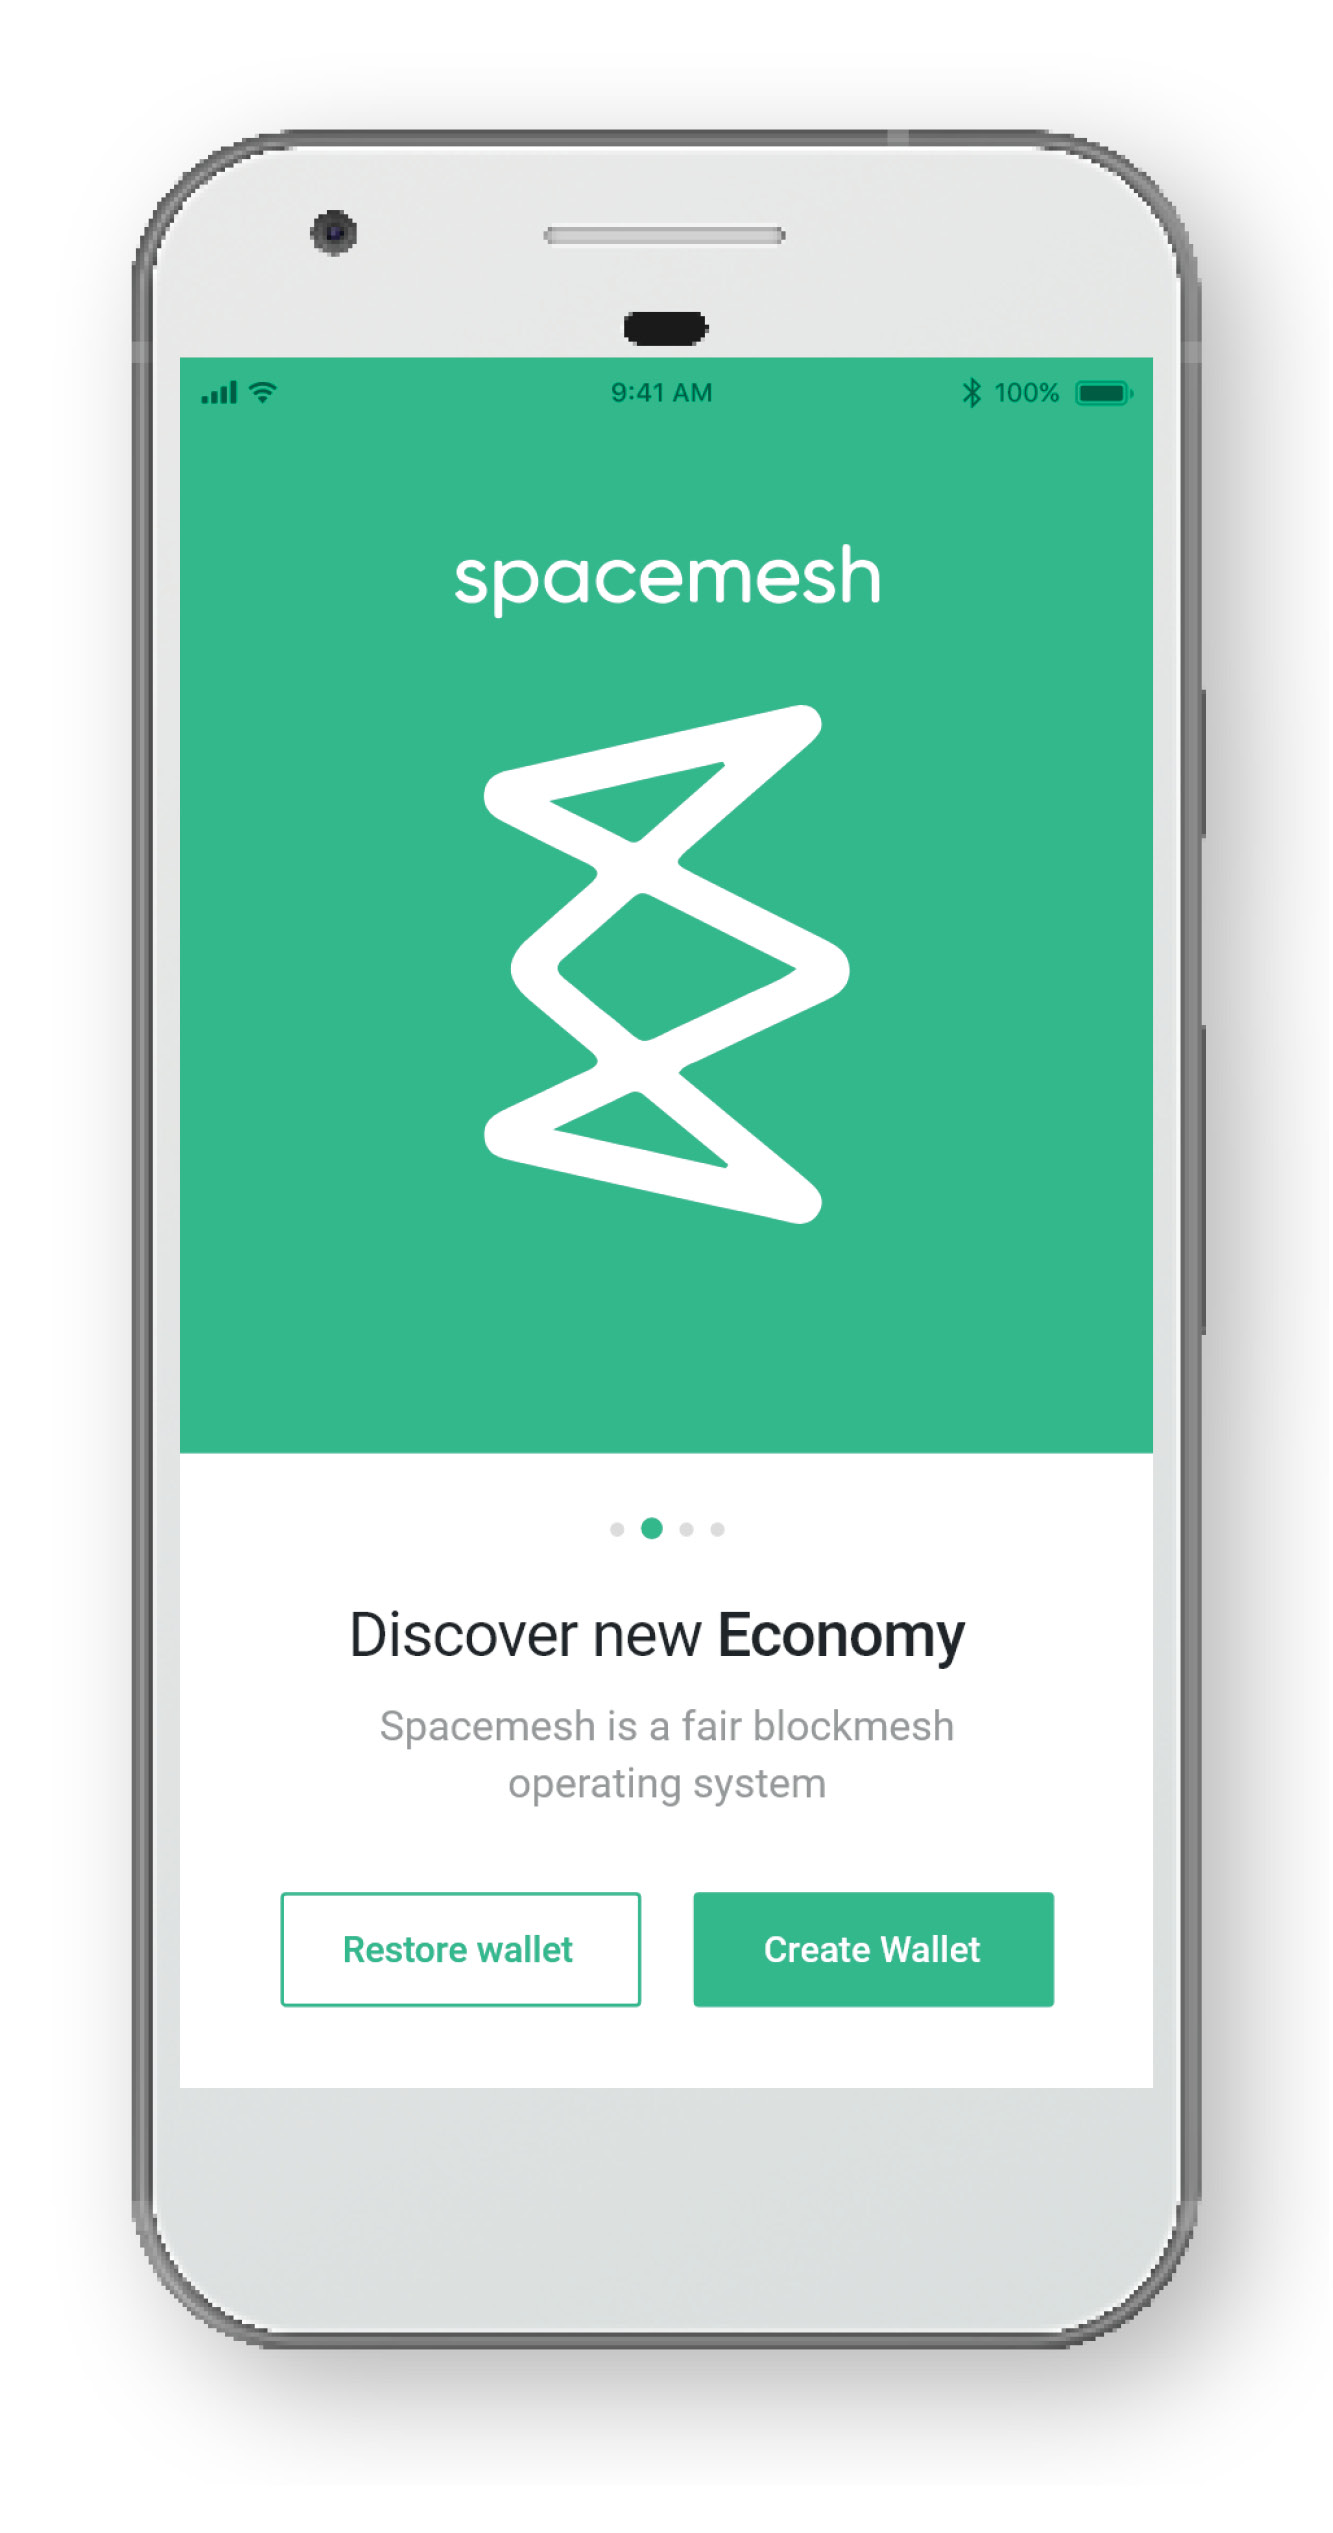 9:41 AM 100%
spacemesh
Discover new Economy
Spacemesh is a fair blockmesh
operating system
Restore wallet Create Wallet